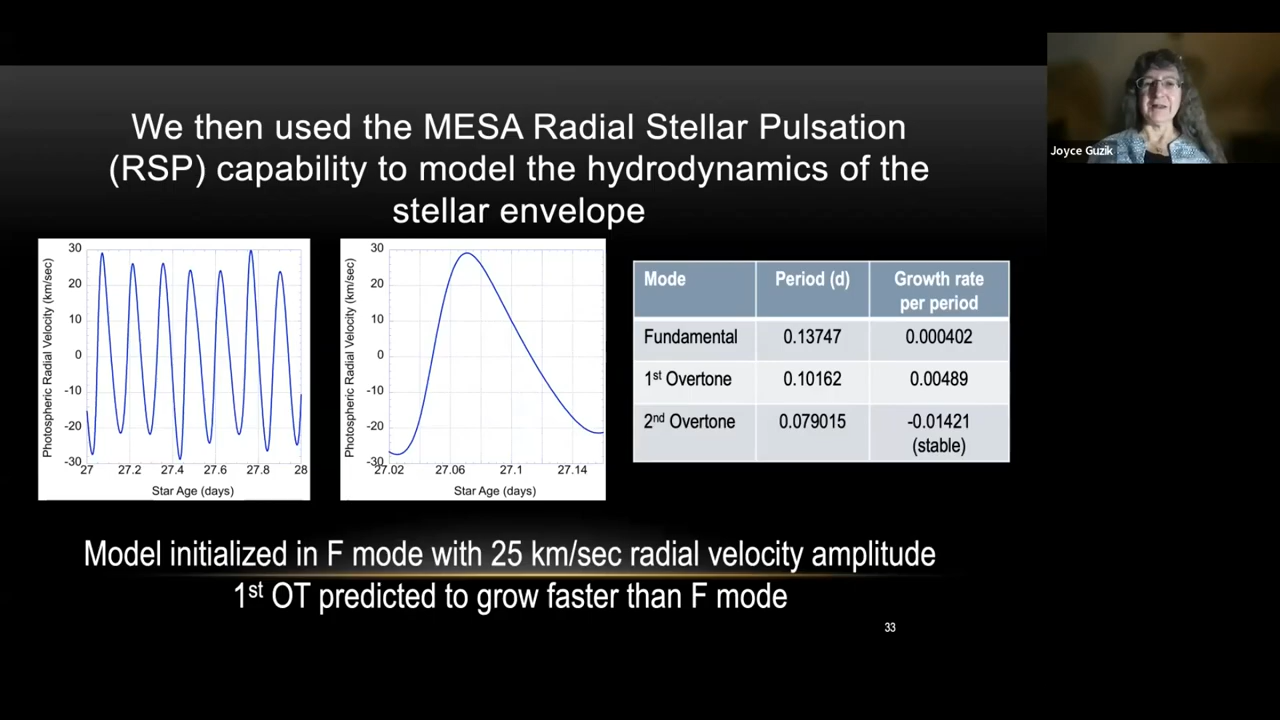 We then used the MESA Radial Stellar Pulsation
(RSP) capability to model the hydrodynamics of the
stellar envelope
Joyce Guzik
Photospheric Radial Velocity (km/sec)
30
20
10
0
-10
-20
-30
27 27.2 27.4 27.6 27.8 28
Star Age (days)
Photospheric Radial Velocity (km/sec)
30
20
10
0
-10
-20
-30
27.02 27.06 27.1 27.14
Star Age (days)
Mode Period (d) Growth rate
per period
Fundamental 0.13747 0.000402
1st Overtone 0.10162 0.00489
2nd Overtone 0.079015 -0.01421
(stable)
Model initialized in F mode with 25 km/sec radial velocity amplitude
1st OT predicted to grow faster than F mode
33